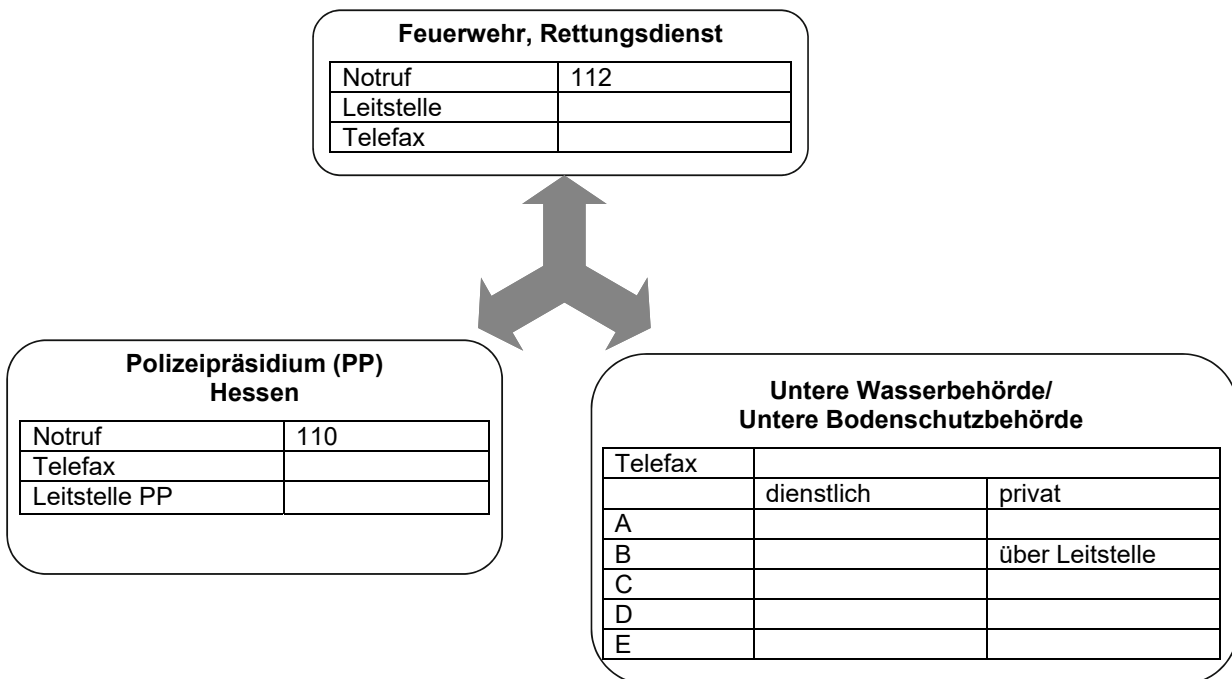 Feuerwehr, Rettungsdienst
Notruf 112
Leitstelle
Telefax
Polizeipräsidium (PP)
Hessen
Notruf 110
Telefax
Leitstelle PP
Untere Wasserbehörde/
Untere Bodenschutzbehörde
Telefax
dienstlich privat
A
B über Leitstelle
C
D
E